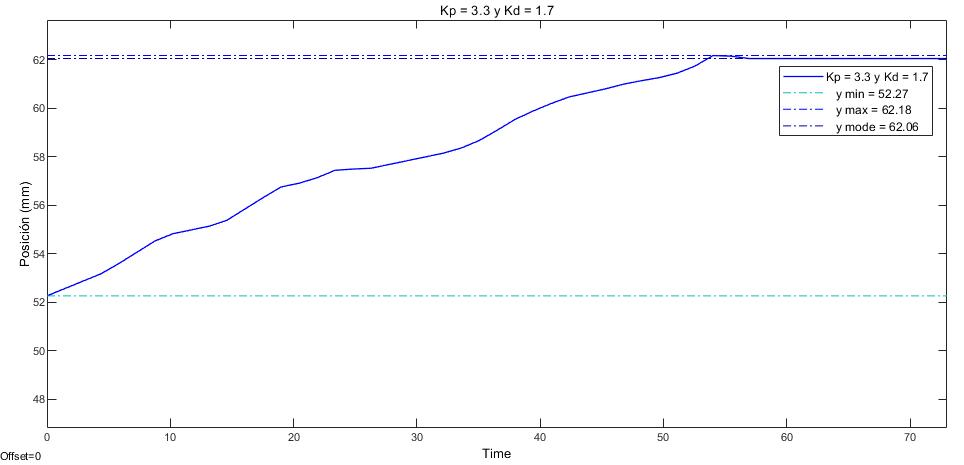 Kp = 3.3 y Kd = 1.7
62
60
58
56
54
52
50
48
Posición (mm)
Kp = 3.3 y Kd = 1.7
y min = 52.27
y max = 62.18
y mode = 62.06
0 10 20 30 40 50 60 70
Time
Offset=0